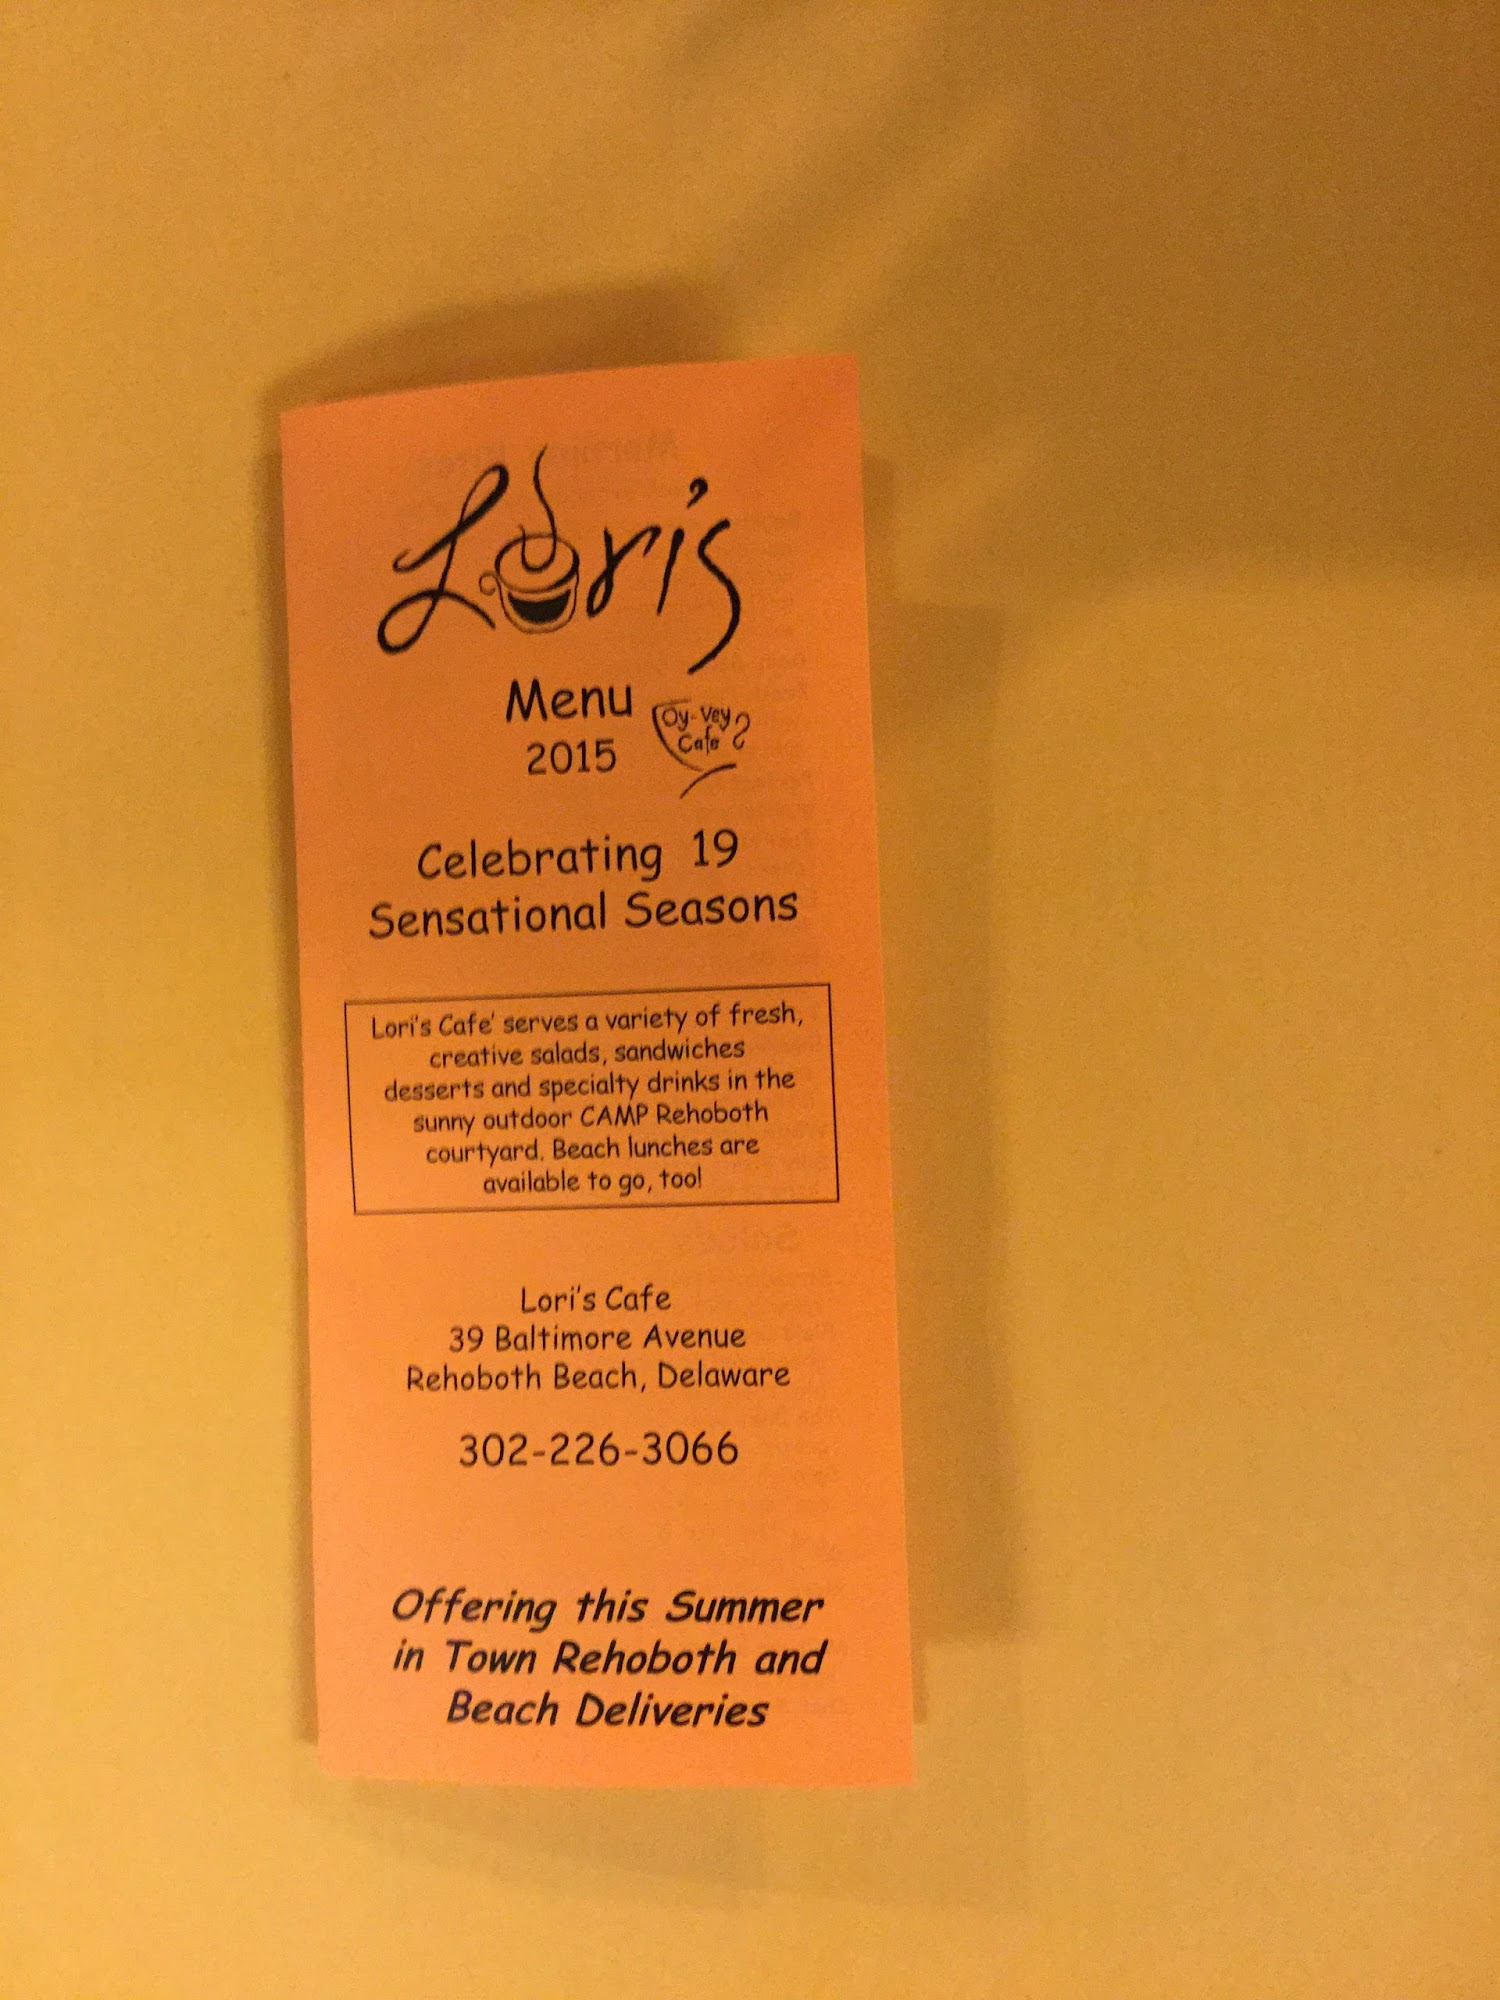 Lori's
Menu
2015
Oy-Vey
Cafe
Celebrating 19
Sensational Seasons
Lori's Cafe' serves a variety of fresh,
creative salads, sandwiches
desserts and specialty drinks in the
sunny outdoor CAMP Rehoboth
courtyard. Beach lunches are
available to go, too!
Lori's Cafe
39 Baltimore Avenue
Rehoboth Beach, Delaware
302-226-3066
Offering this Summer
in Town Rehoboth and
Beach Deliveries